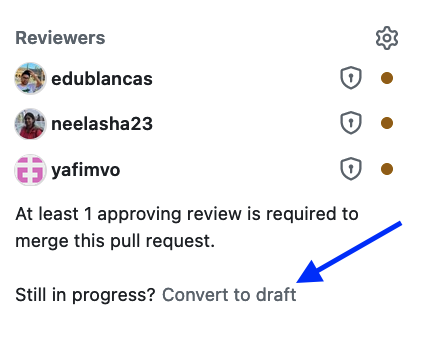 Reviewers
edublancas
neelasha23
yafimvo
At least 1 approving review is required to
merge this pull request.
Still in progress? Convert to draft